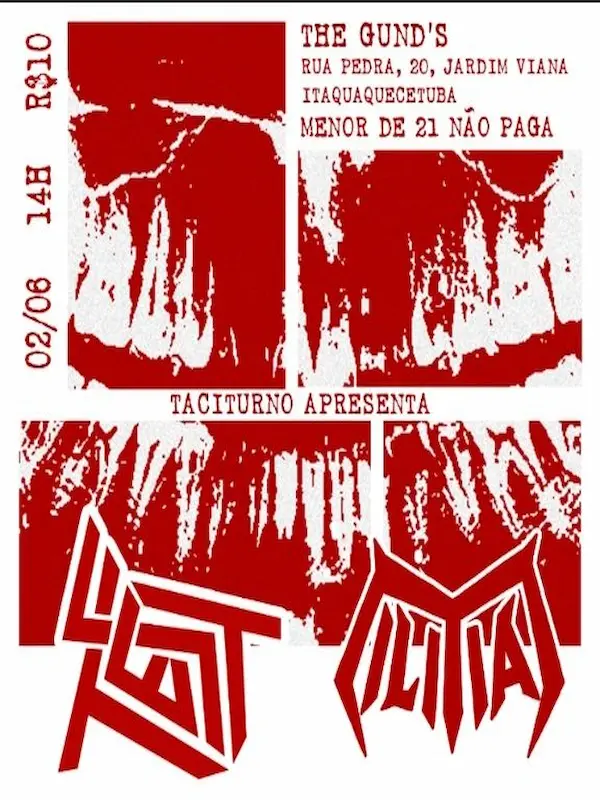 THE GUND'S
RUA PEDRA, 20, JARDIM VIANA
ITAQUAQUECETUBA
MENOR DE 21 NÃO PAGA
02/06 14H R$10
TACITURNO APRESENTA
MILITIA